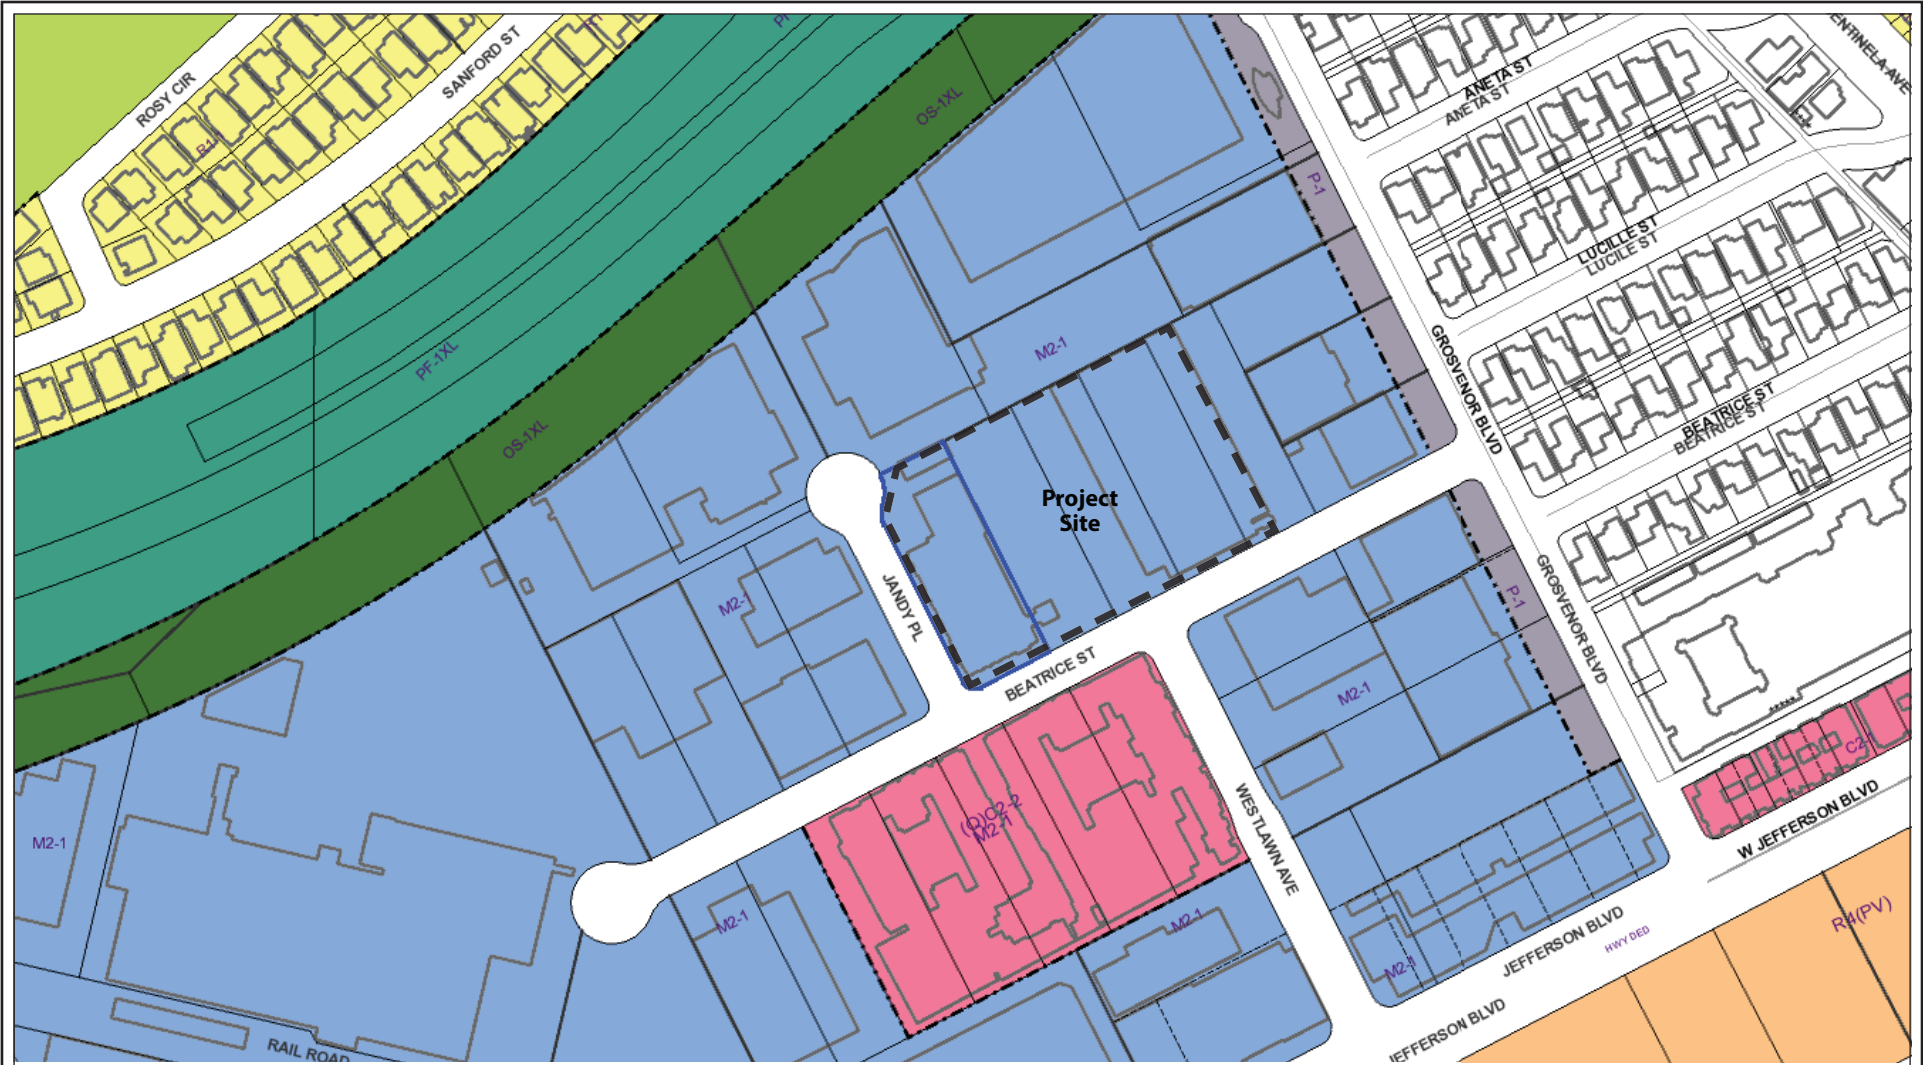 ROSY CIR
SANFORD ST
R1
PF-1XL
OS-1XL
OS-1XL
ENTINELA AVE
ANETA ST
ANETA ST
P-1
LUCILLE ST
LUCILE ST
M2-1
GROSVENOR BLVD
BEATRICE ST
BEATRICE ST
Project
Site
JANDY PL
M2-1
GROSVENOR BLVD
P-1
BEATRICE ST
M2-1
C2-1
W JEFFERSON BLVD
(Q)C2-2
M2-1
WESTLAWN AVE
M2-1
M2-1
M2-1
R4(PV)
JEFFERSON BLVD
HWY DED
M2-1
JEFFERSON BLVD
RAIL ROAD